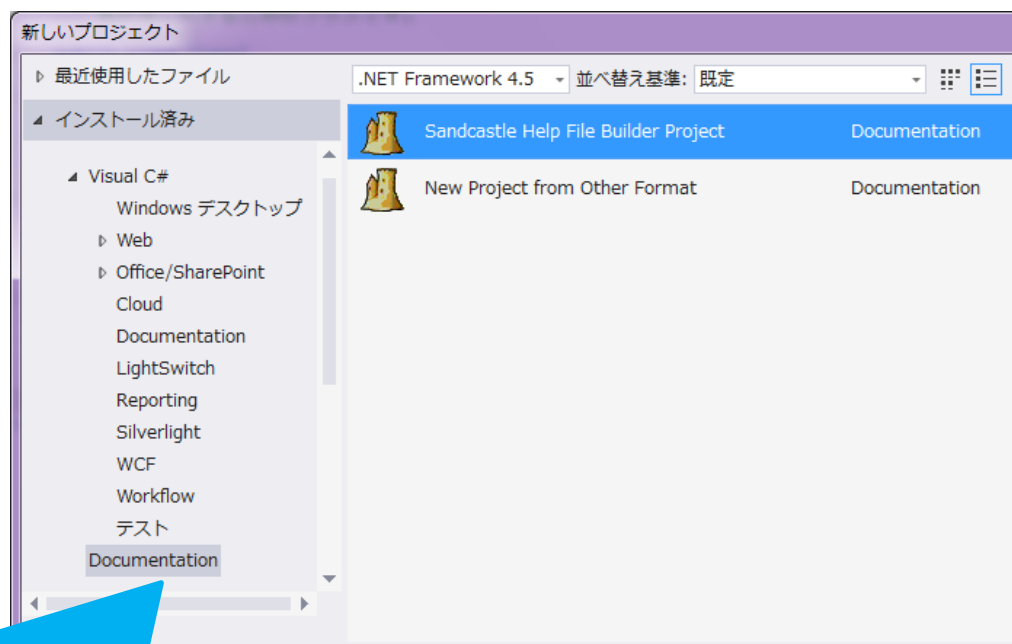 新しいプロジェクト
最近使用したファイル
.NET Framework 4.5 並べ替え基準: 既定
インストール済み
Sandcastle Help File Builder Project Documentation
Visual C#
New Project from Other Format Documentation
Windows デスクトップ
Web
Office/SharePoint
Cloud
Documentation
LightSwitch
Reporting
Silverlight
WCF
Workflow
テスト
Documentation